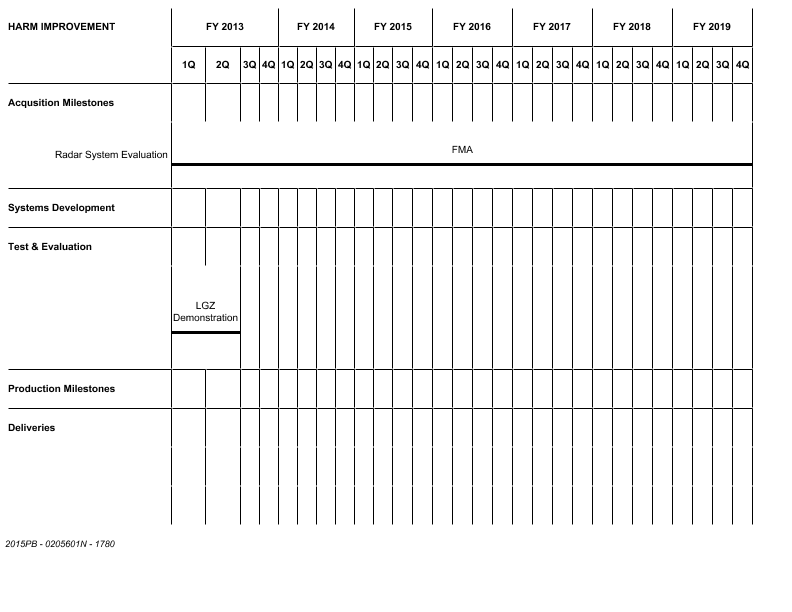 HARM IMPROVEMENT FY 2013 FY 2014 FY 2015 FY 2016 FY 2017 FY 2018 FY 2019
1Q 2Q 3Q 4Q 1Q 2Q 3Q 4Q 1Q 2Q 3Q 4Q 1Q 2Q 3Q 4Q 1Q 2Q 3Q 4Q 1Q 2Q 3Q 4Q 1Q 2Q 3Q 4Q
Acqusition Milestones
FMA
Radar System Evaluation
Systems Development
Test & Evaluation
LGZ
Demonstration
Production Milestones
Deliveries
2015PB - 0205601N - 1780